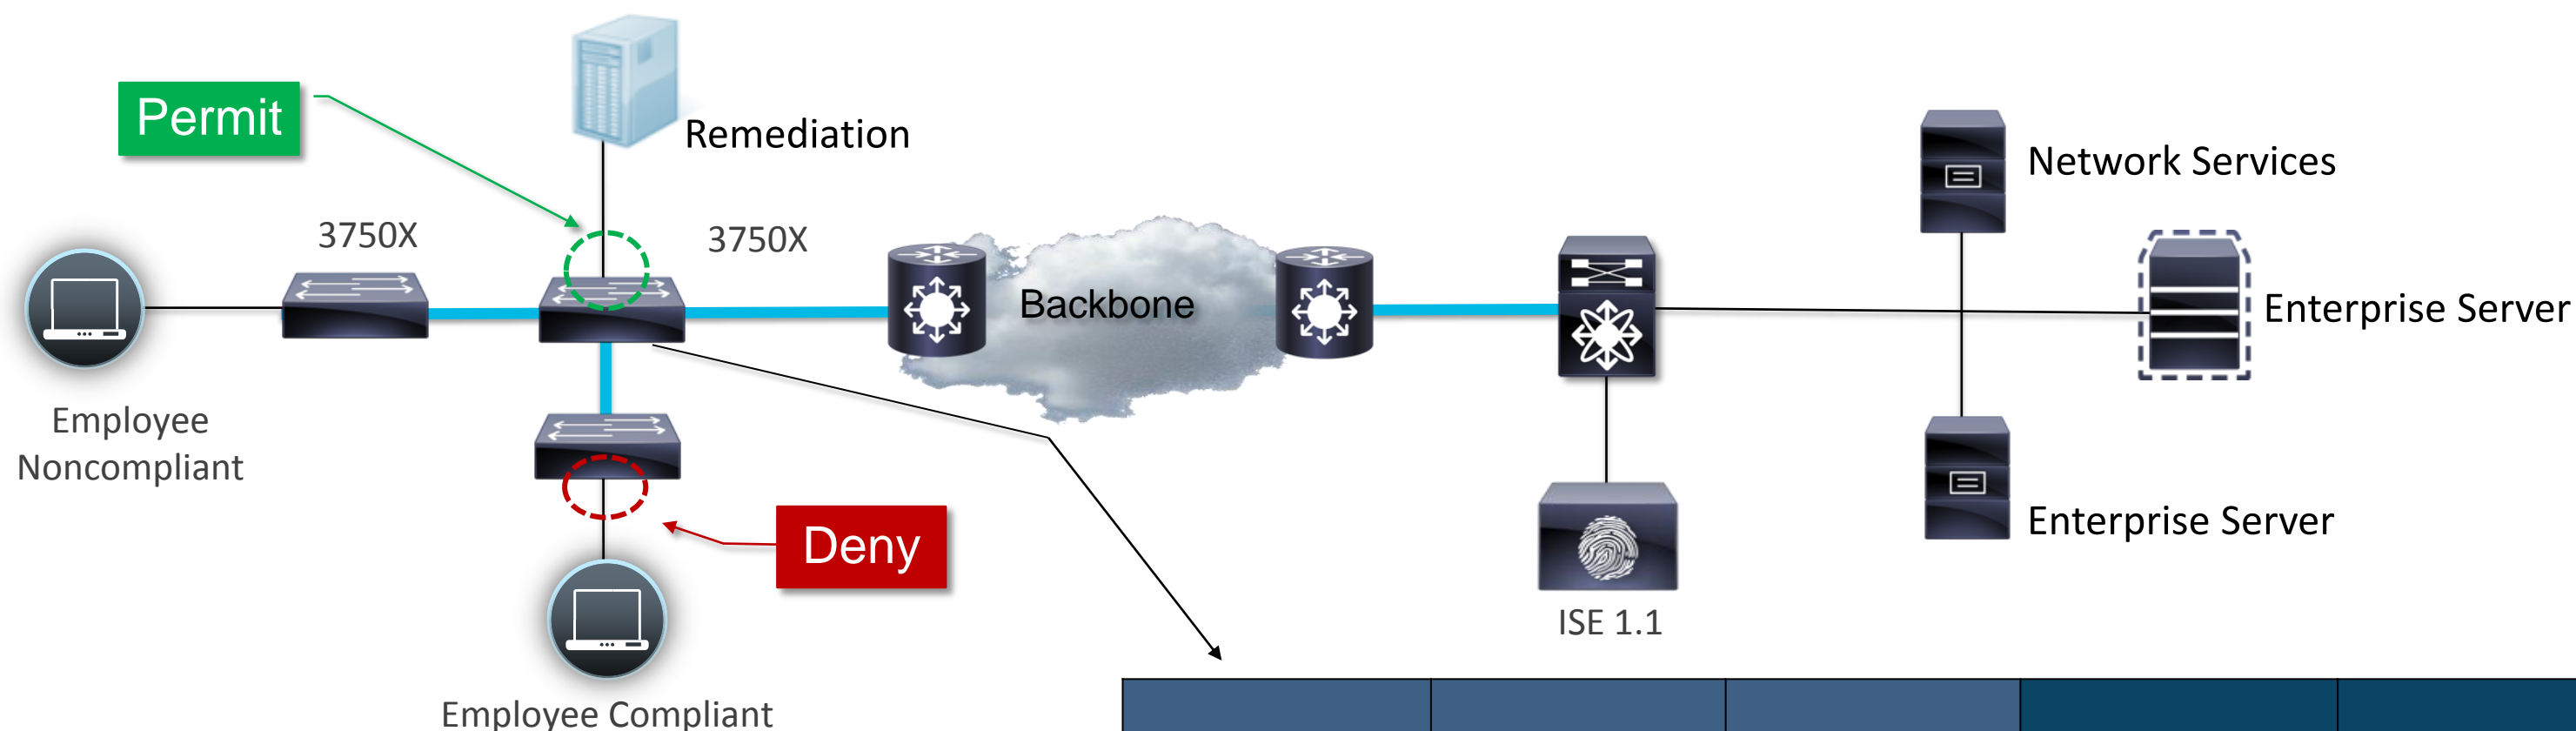 Permit
Remediation
Network Services
3750X
3750X
Backbone
Enterprise Server
Employee
Noncompliant
Deny
Enterprise Server
ISE 1.1
Employee Compliant